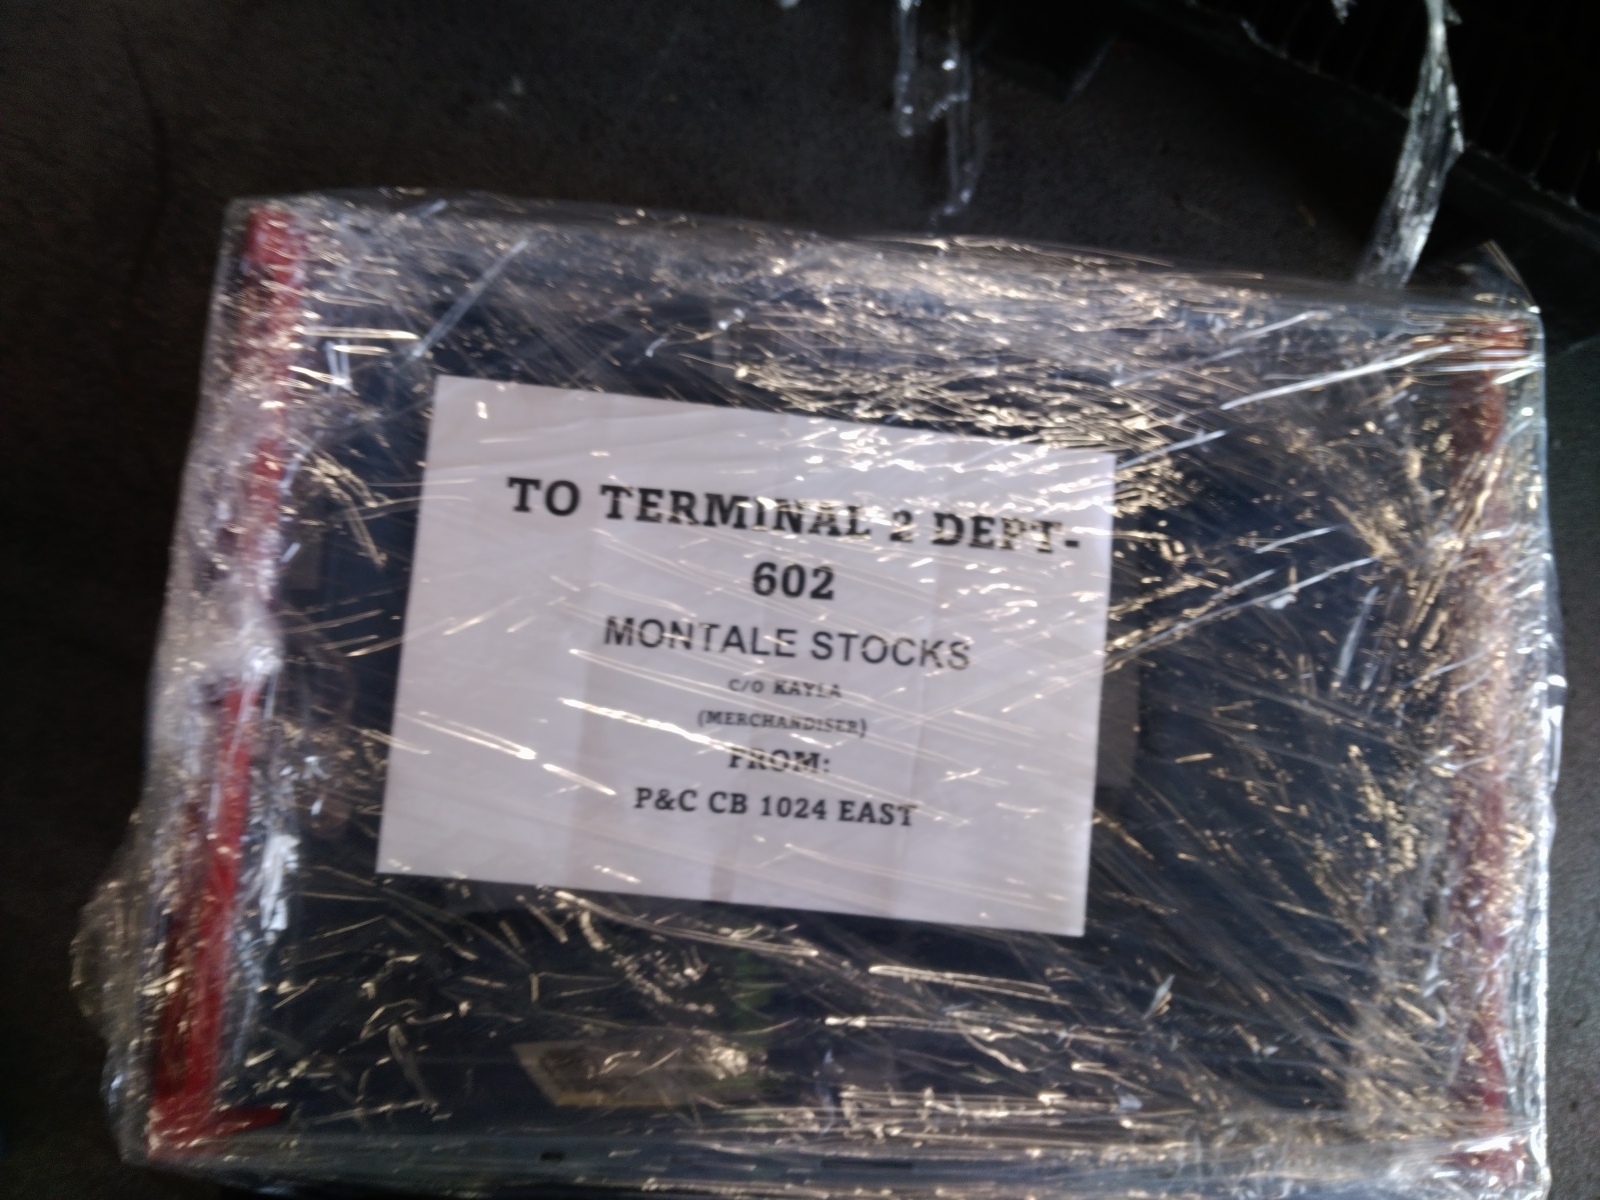 TO TERMINAL 2 DEPT-
602
MONTALE STOCKS
C/O KAYLA
(MERCHANDISER)
FROM:
P&C CB 1024 EAST